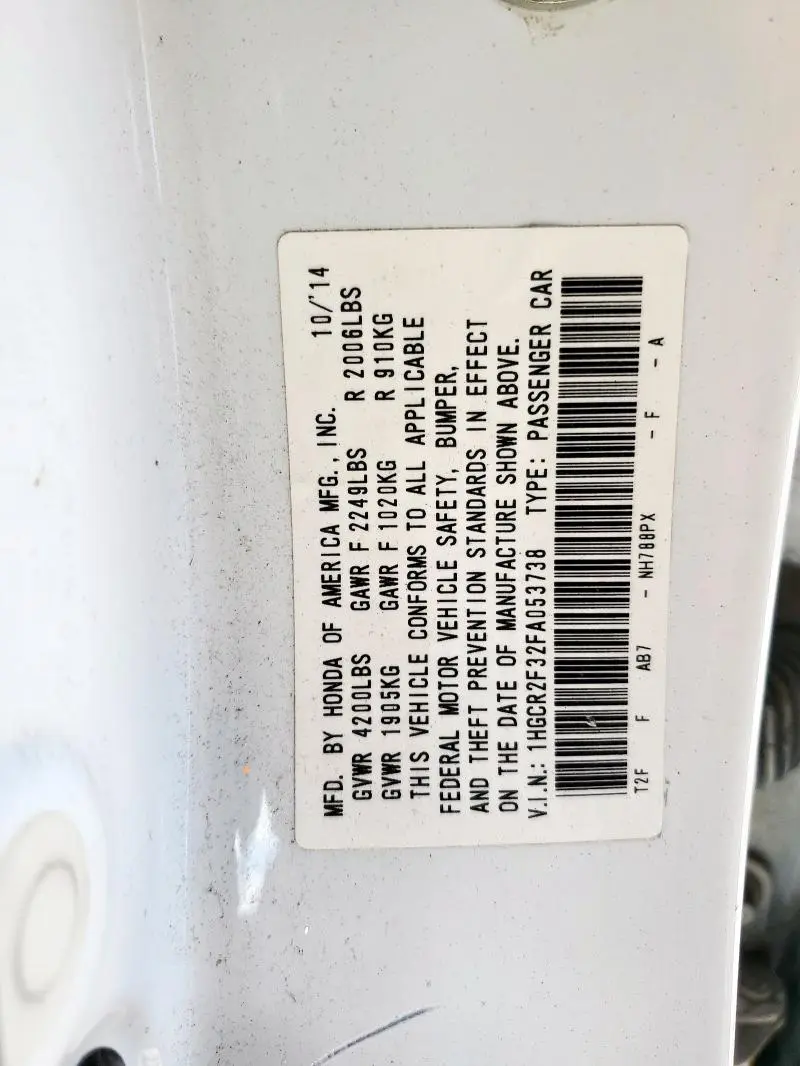 MFD. BY HONDA OF AMERICA MFG., INC. 10/'14
GVWR 4200LBS GAWR F 2249LBS R 2006LBS
GVWR 1905KG GAWR F 1020KG R 910KG
THIS VEHICLE CONFORMS TO ALL APPLICABLE
FEDERAL MOTOR VEHICLE SAFETY, BUMPER,
AND THEFT PREVENTION STANDARDS IN EFFECT
ON THE DATE OF MANUFACTURE SHOWN ABOVE.
V.I.N.: 1HGCR2F32FA053738 TYPE: PASSENGER CAR
T2F F AB7 - NH788PX - F - A